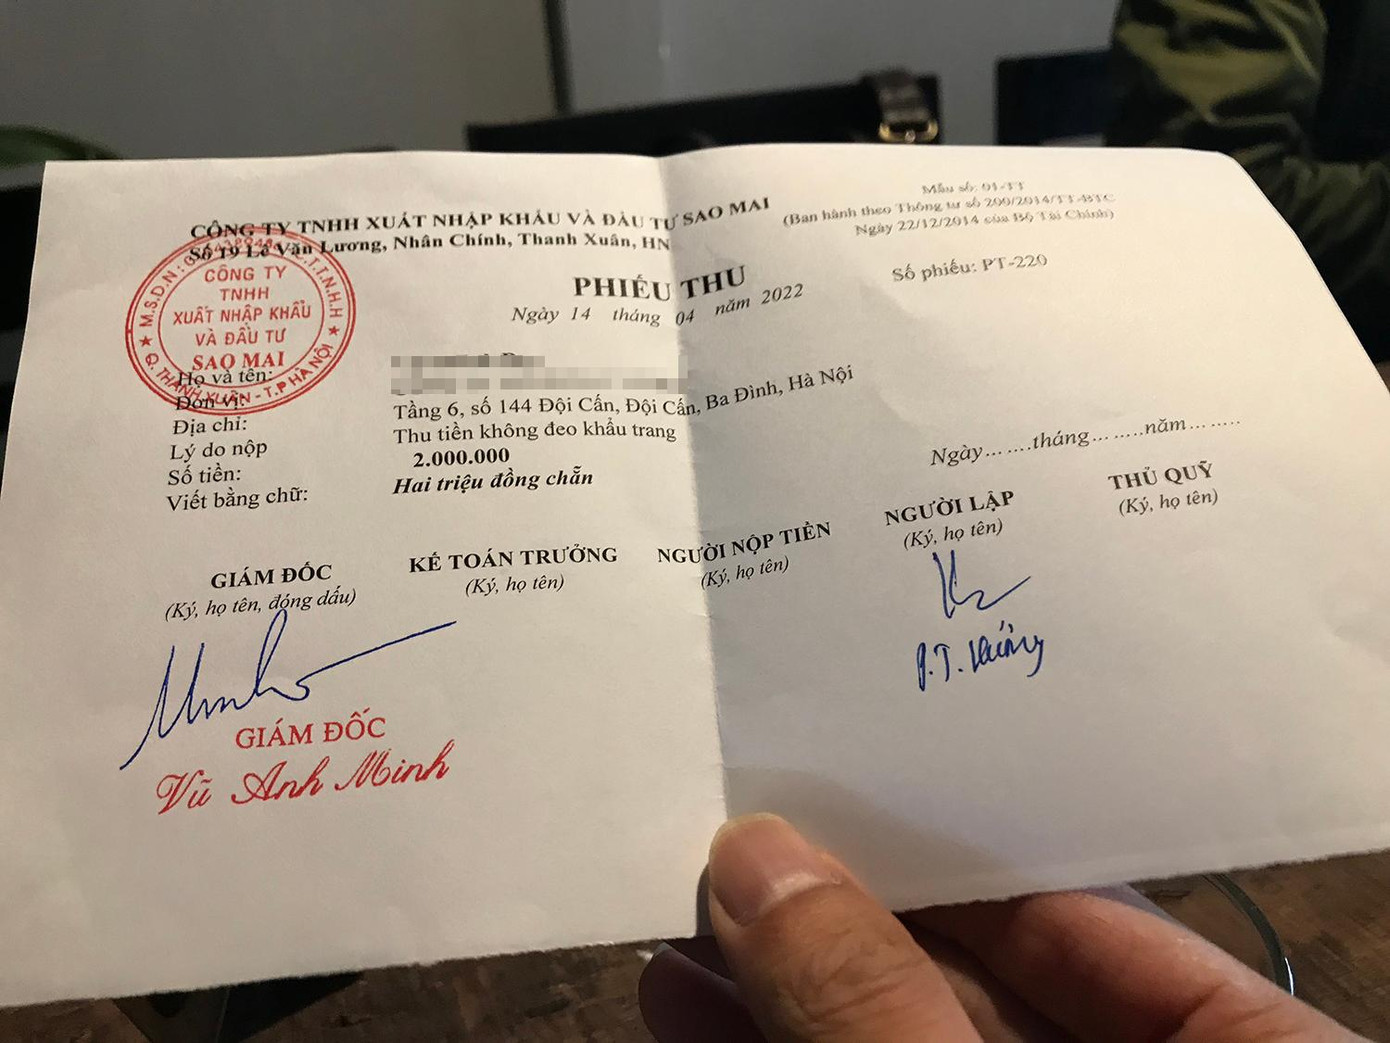 CÔNG TY TNHH XUẤT NHẬP KHẨU VÀ ĐẦU TƯ SAO MAI
Số 19 Lê Văn Lương, Nhân Chính, Thanh Xuân, HN
Mẫu số: 01-TT
(Ban hành theo Thông tư số 200/2014/TT-BTC
Ngày 22/12/2014 của Bộ Tài Chính)
PHIẾU THU
Số phiếu: PT-220
Ngày 14 tháng 04 năm 2022
M.S.D.N:
C.T.T.N.H.H
CÔNG TY
TNHH
XUẤT NHẬP KHẨU
VÀ ĐẦU TƯ
SAO MAI
Q. THANH XUÂN - T.P HÀ NỘI
Họ và tên:
Đơn vị:
Địa chỉ: Tầng 6, số 144 Đội Cấn, Đội Cấn, Ba Đình, Hà Nội
Lý do nộp Thu tiền không đeo khẩu trang
Số tiền: 2.000.000
Viết bằng chữ: Hai triệu đồng chẵn
Ngày........tháng........năm........
GIÁM ĐỐC KẾ TOÁN TRƯỞNG NGƯỜI NỘP TIỀN NGƯỜI LẬP THỦ QUỸ
(Ký, họ tên, đóng dấu) (Ký, họ tên) (Ký, họ tên) (Ký, họ tên) (Ký, họ tên)
GIÁM ĐỐC
Vũ Anh Minh